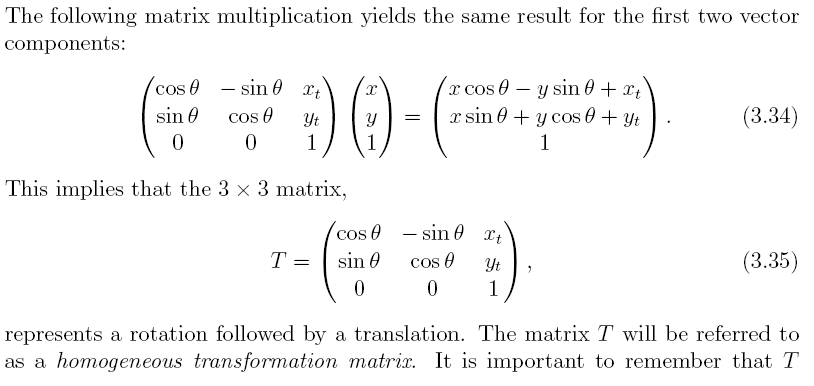 The following matrix multiplication yields the same result for the first two vector
components:
$$\begin{pmatrix} \cos\theta & -\sin\theta & x_t \\ \sin\theta & \cos\theta & y_t \\ 0 & 0 & 1 \end{pmatrix} \begin{pmatrix} x \\ y \\ 1 \end{pmatrix} = \begin{pmatrix} x\cos\theta - y\sin\theta + x_t \\ x\sin\theta + y\cos\theta + y_t \\ 1 \end{pmatrix}. \quad (3.34)$$
This implies that the 3 × 3 matrix,
$$T = \begin{pmatrix} \cos\theta & -\sin\theta & x_t \\ \sin\theta & \cos\theta & y_t \\ 0 & 0 & 1 \end{pmatrix}, \quad (3.35)$$
represents a rotation followed by a translation. The matrix T will be referred to
as a homogeneous transformation matrix. It is important to remember that T